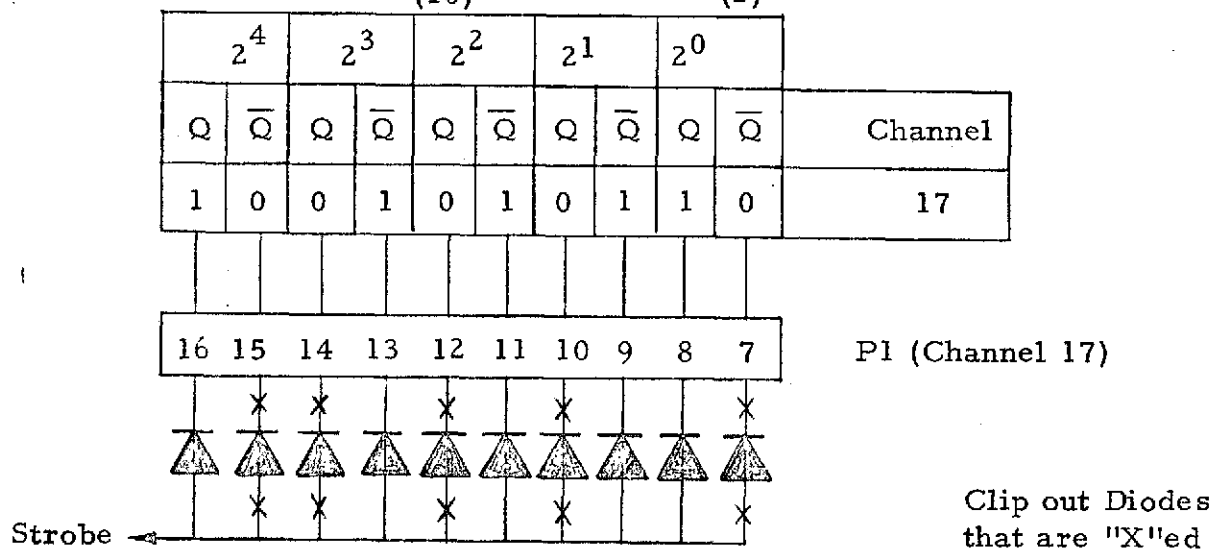 2^4 2^3 2^2 2^1 2^0
Q Q̅ Q Q̅ Q Q̅ Q Q̅ Q Q̅ Channel
1 0 0 1 0 1 0 1 1 0 17
16 15 14 13 12 11 10 9 8 7 P1 (Channel 17)
X X X X X
X X X X X
Clip out Diodes
Strobe that are "X"ed